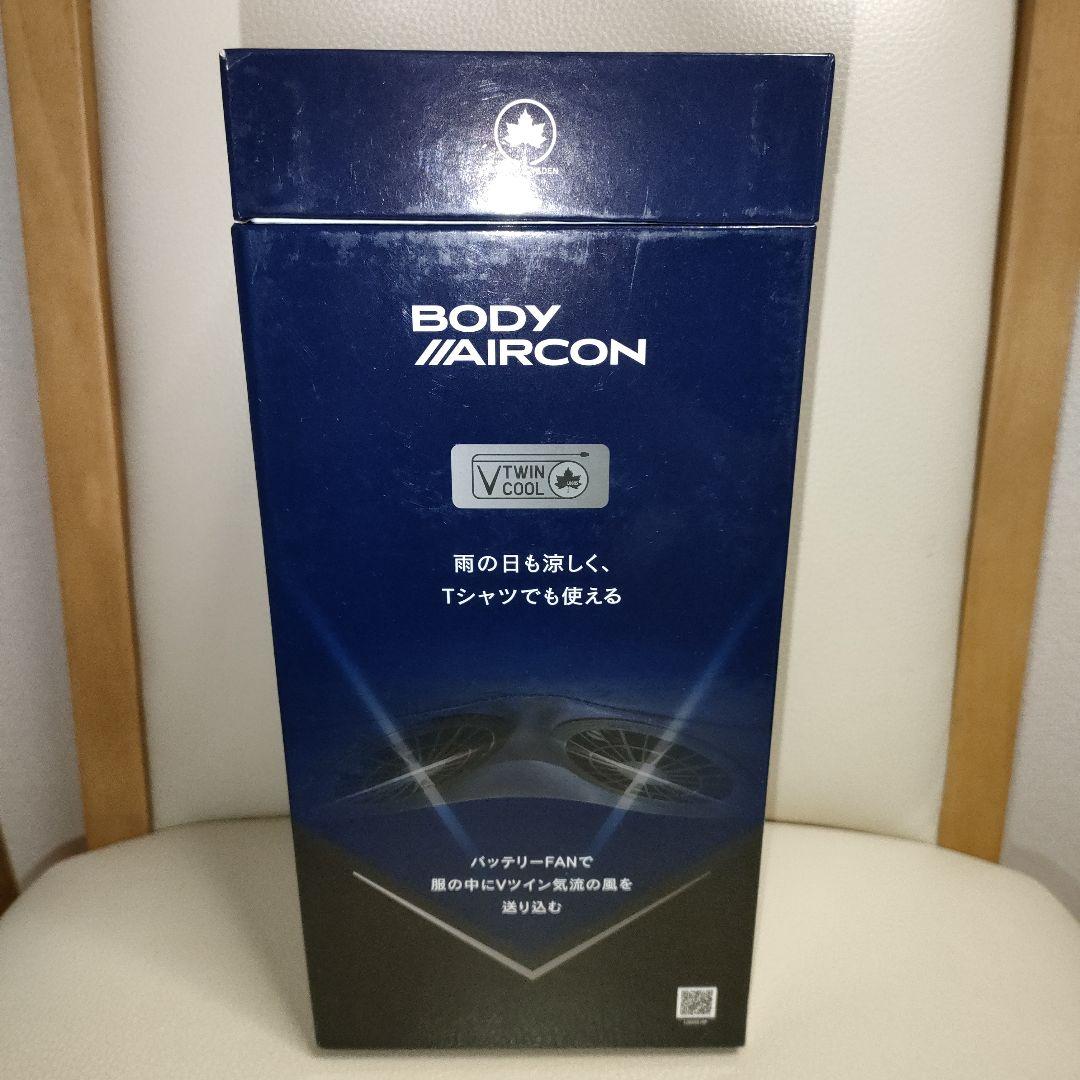 BODY
AIRCON
V TWIN
COOL
LOGOS
雨の日も涼しく、
Tシャツでも使える
バッテリーFANで
服の中にVツイン気流の風を
送り込む